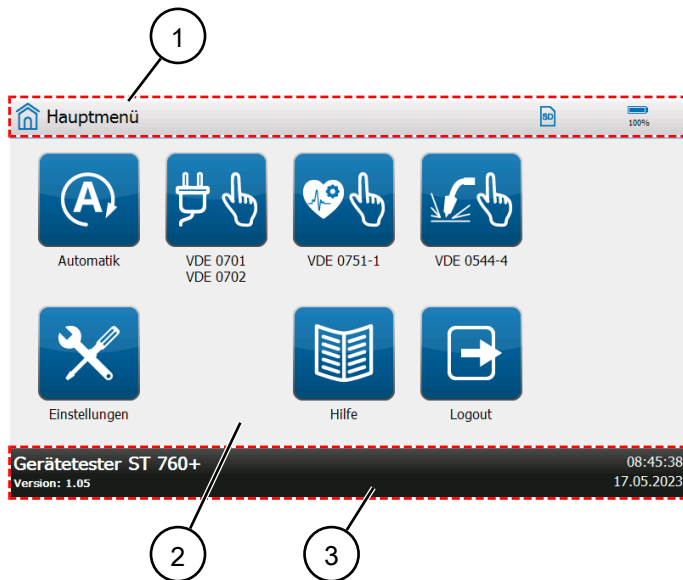 1
Hauptmenü
SD
100%
A
Automatik
VDE 0701
VDE 0702
VDE 0751-1
VDE 0544-4
Einstellungen
Hilfe
Logout
Gerätetester ST 760+
Version: 1.05
08:45:38
17.05.2023
2
3